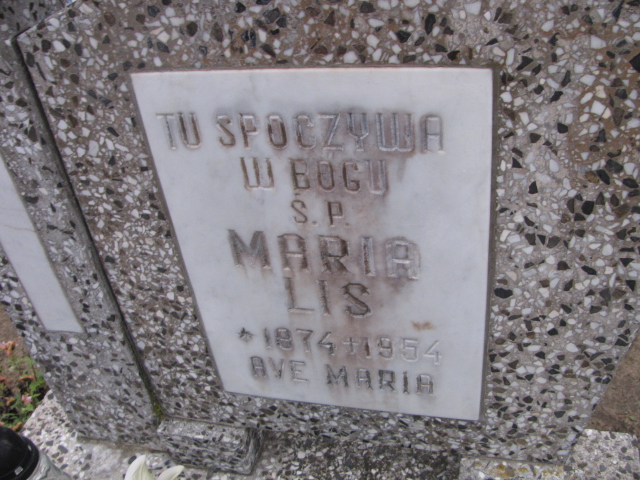 TU SPOCZYWA
W BOGU
Ś.P.
MARIA
LIS
* 1874 + 1954
AVE MARIA